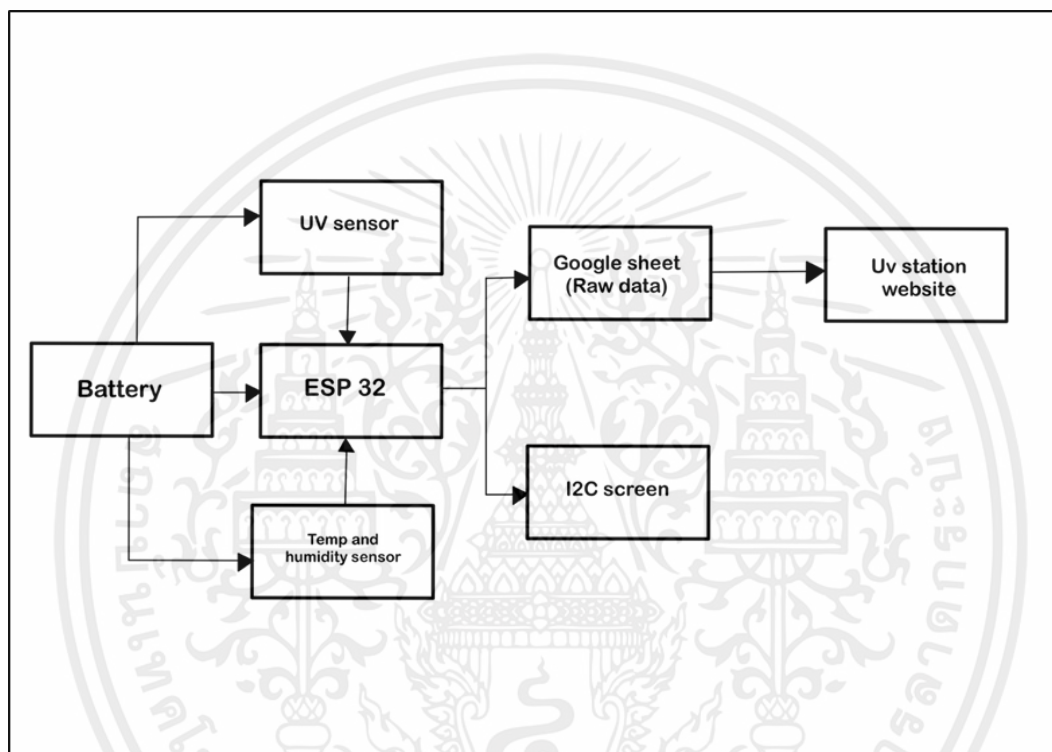 UV sensor
Google sheet
(Raw data)
Uv station
website
Battery
ESP 32
I2C screen
Temp and
humidity sensor